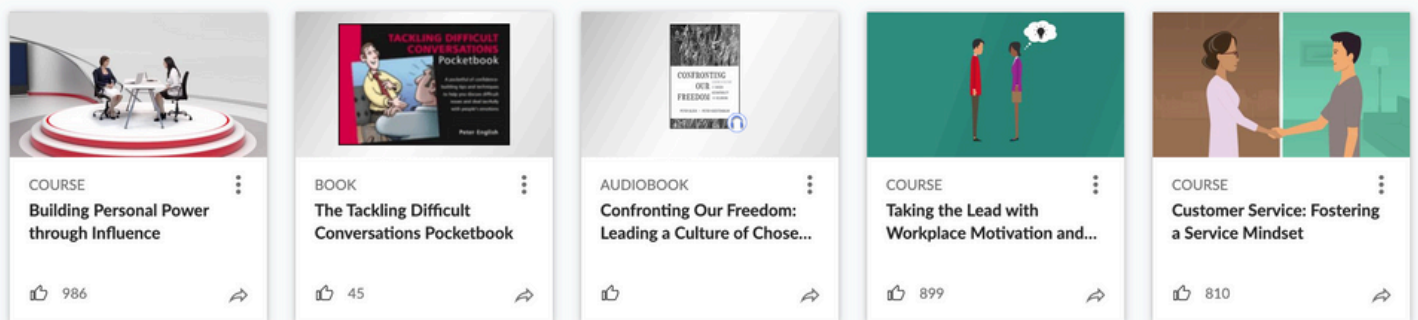 TACKLING DIFFICULT
CONVERSATIONS
Pocketbook
Peter English
CONFRONTING
OUR
FREEDOM
COURSE
Building Personal Power
through Influence
986
BOOK
The Tackling Difficult
Conversations Pocketbook
45
AUDIOBOOK
Confronting Our Freedom:
Leading a Culture of Chose...
COURSE
Taking the Lead with
Workplace Motivation and...
899
COURSE
Customer Service: Fostering
a Service Mindset
810